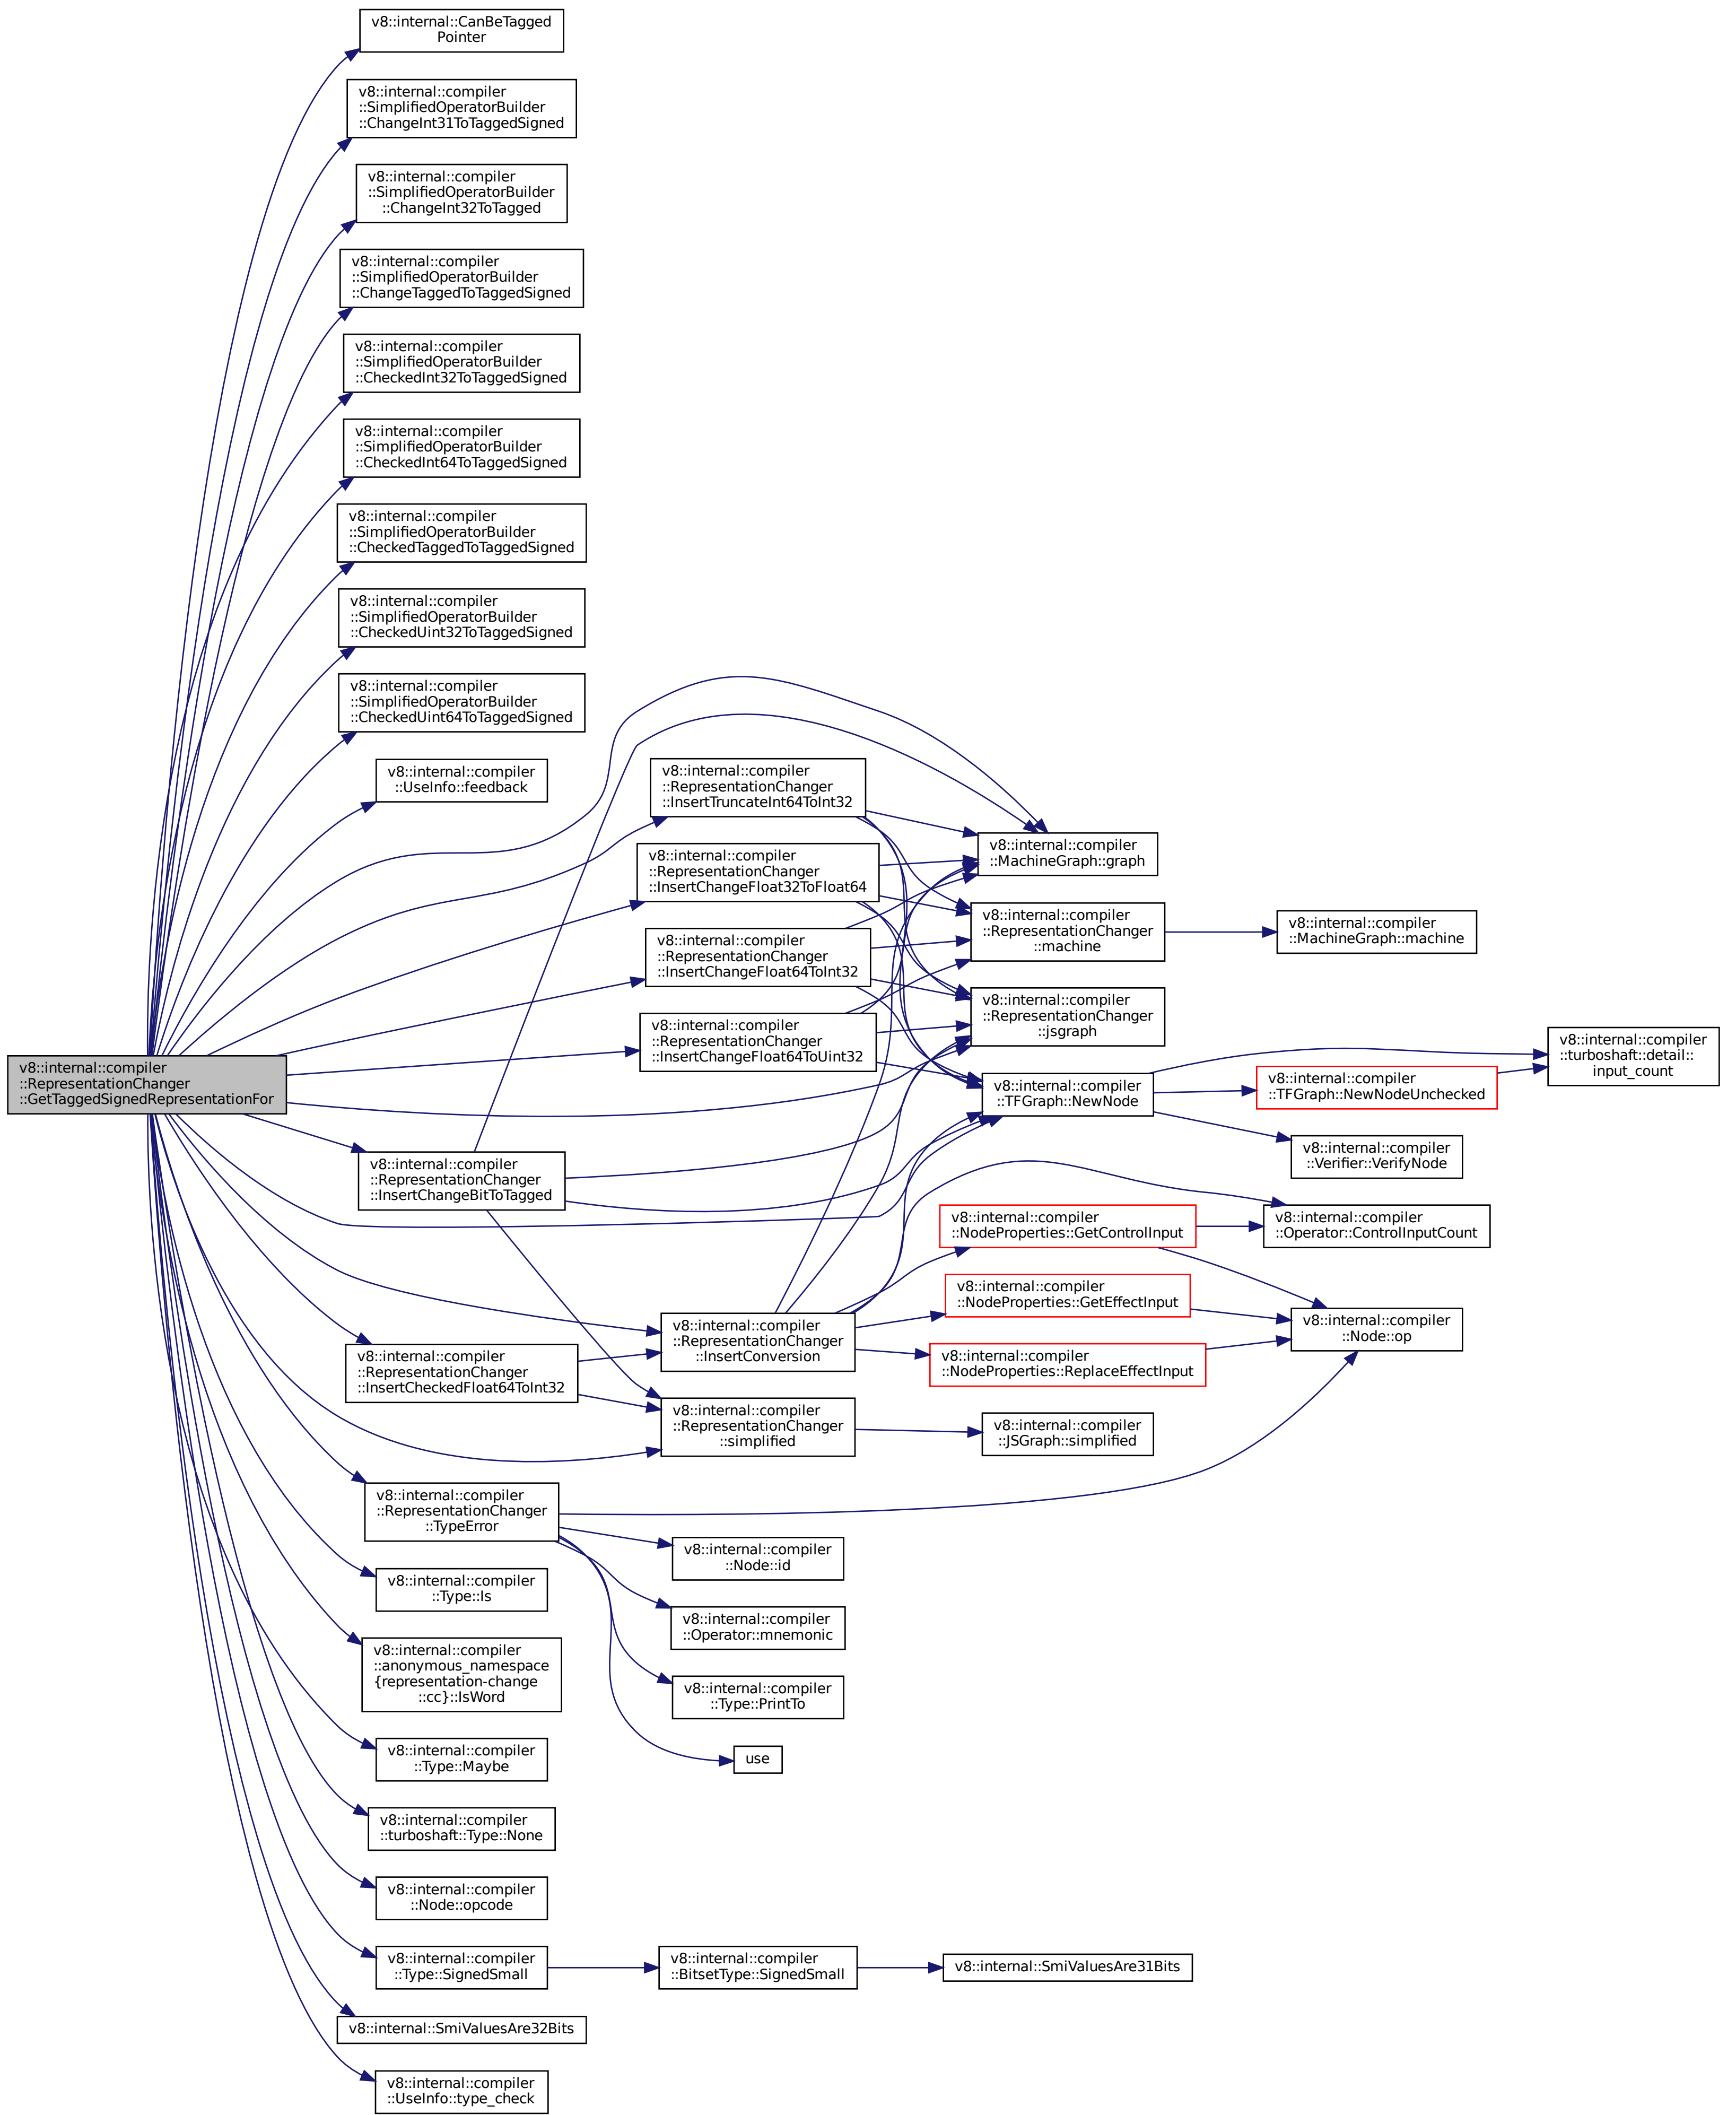 v8::internal::CanBeTagged
Pointer
v8::internal::compiler
::SimplifiedOperatorBuilder
::ChangeInt31ToTaggedSigned
v8::internal::compiler
::SimplifiedOperatorBuilder
::ChangeInt32ToTagged
v8::internal::compiler
::SimplifiedOperatorBuilder
::ChangeTaggedToTaggedSigned
v8::internal::compiler
::SimplifiedOperatorBuilder
::CheckedInt32ToTaggedSigned
v8::internal::compiler
::SimplifiedOperatorBuilder
::CheckedInt64ToTaggedSigned
v8::internal::compiler
::SimplifiedOperatorBuilder
::CheckedTaggedToTaggedSigned
v8::internal::compiler
::SimplifiedOperatorBuilder
::CheckedUint32ToTaggedSigned
v8::internal::compiler
::SimplifiedOperatorBuilder
::CheckedUint64ToTaggedSigned
v8::internal::compiler
::UseInfo::feedback
v8::internal::compiler
::RepresentationChanger
::InsertTruncateInt64ToInt32
v8::internal::compiler
::MachineGraph::graph
v8::internal::compiler
::RepresentationChanger
::InsertChangeFloat32ToFloat64
v8::internal::compiler
::RepresentationChanger
::machine
v8::internal::compiler
::MachineGraph::machine
v8::internal::compiler
::RepresentationChanger
::InsertChangeFloat64ToInt32
v8::internal::compiler
::RepresentationChanger
::jsgraph
v8::internal::compiler
::RepresentationChanger
::InsertChangeFloat64ToUint32
v8::internal::compiler
::turboshaft::detail::
input_count
v8::internal::compiler
::RepresentationChanger
::GetTaggedSignedRepresentationFor
v8::internal::compiler
::TFGraph::NewNode
v8::internal::compiler
::TFGraph::NewNodeUnchecked
v8::internal::compiler
::Verifier::VerifyNode
v8::internal::compiler
::RepresentationChanger
::InsertChangeBitToTagged
v8::internal::compiler
::NodeProperties::GetControlInput
v8::internal::compiler
::Operator::ControlInputCount
v8::internal::compiler
::NodeProperties::GetEffectInput
v8::internal::compiler
::Node::op
v8::internal::compiler
::RepresentationChanger
::InsertConversion
v8::internal::compiler
::NodeProperties::ReplaceEffectInput
v8::internal::compiler
::RepresentationChanger
::InsertCheckedFloat64ToInt32
v8::internal::compiler
::RepresentationChanger
::simplified
v8::internal::compiler
::JSGraph::simplified
v8::internal::compiler
::RepresentationChanger
::TypeError
v8::internal::compiler
::Node::id
v8::internal::compiler
::Type::Is
v8::internal::compiler
::Operator::mnemonic
v8::internal::compiler
::anonymous_namespace
{representation-change
::cc}::IsWord
v8::internal::compiler
::Type::PrintTo
v8::internal::compiler
::Type::Maybe
use
v8::internal::compiler
::turboshaft::Type::None
v8::internal::compiler
::Node::opcode
v8::internal::compiler
::Type::SignedSmall
v8::internal::compiler
::BitsetType::SignedSmall
v8::internal::SmiValuesAre31Bits
v8::internal::SmiValuesAre32Bits
v8::internal::compiler
::UseInfo::type_check